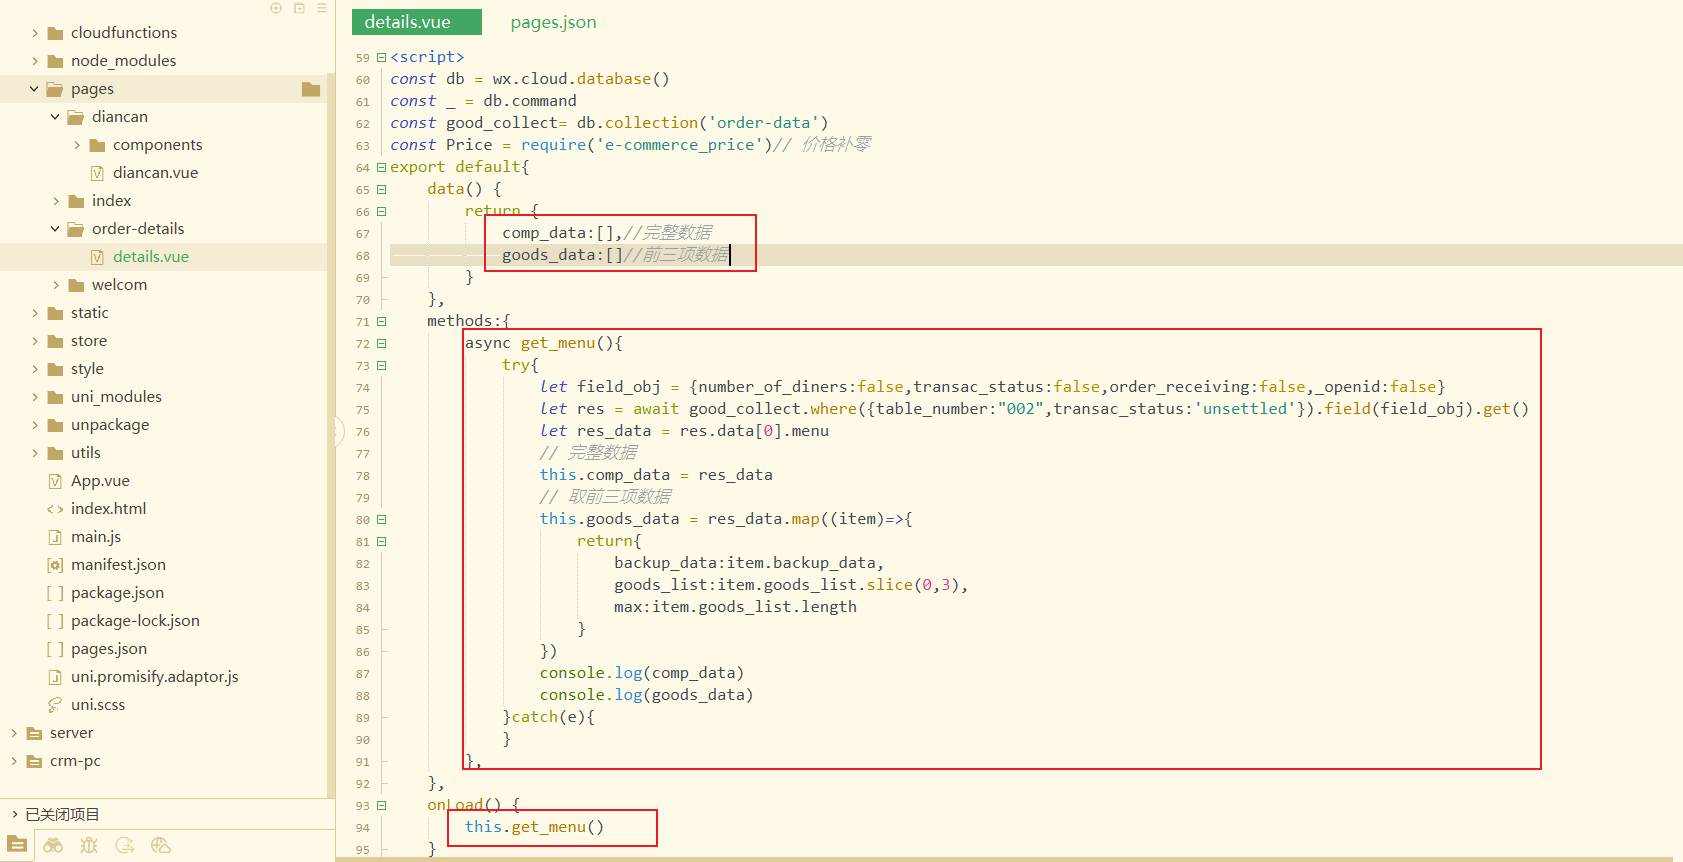 cloudfunctions
node_modules
pages
diancan
components
diancan.vue
index
order-details
details.vue
welcom
static
store
style
uni_modules
unpackage
utils
App.vue
index.html
main.js
manifest.json
package.json
package-lock.json
pages.json
uni.promisify.adaptor.js
uni.scss
server
crm-pc
已关闭项目
details.vue pages.json
59 <script>
60 const db = wx.cloud.database()
61 const _ = db.command
62 const good_collect= db.collection('order-data')
63 const Price = require('e-commerce_price')// 价格补零
64 export default{
65 data() {
66 return {
67 comp_data:[],//完整数据
68 goods_data:[]//前三项数据
69 }
70 },
71 methods:{
72 async get_menu(){
73 try{
74 let field_obj = {number_of_diners:false,transac_status:false,order_receiving:false,_openid:false}
75 let res = await good_collect.where({table_number:"002",transac_status:'unsettled'}).field(field_obj).get()
76 let res_data = res.data[0].menu
77 // 完整数据
78 this.comp_data = res_data
79 // 取前三项数据
80 this.goods_data = res_data.map((item)=>{
81 return{
82 backup_data:item.backup_data,
83 goods_list:item.goods_list.slice(0,3),
84 max:item.goods_list.length
85 }
86 })
87 console.log(comp_data)
88 console.log(goods_data)
89 }catch(e){
90 }
91 },
92 },
93 onLoad() {
94 this.get_menu()
95 }